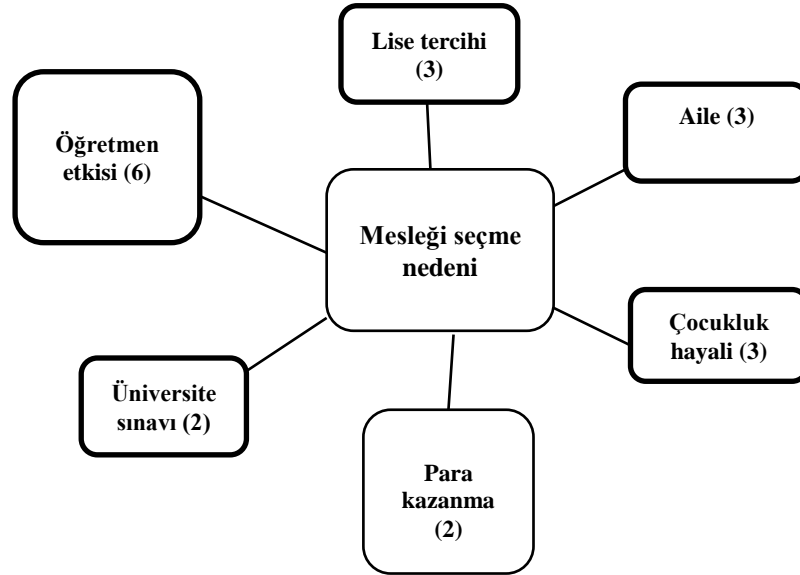 Lise tercihi
(3)
Öğretmen
etkisi (6)
Aile (3)
Mesleği seçme
nedeni
Çocukluk
hayali (3)
Üniversite
sınavı (2)
Para
kazanma
(2)